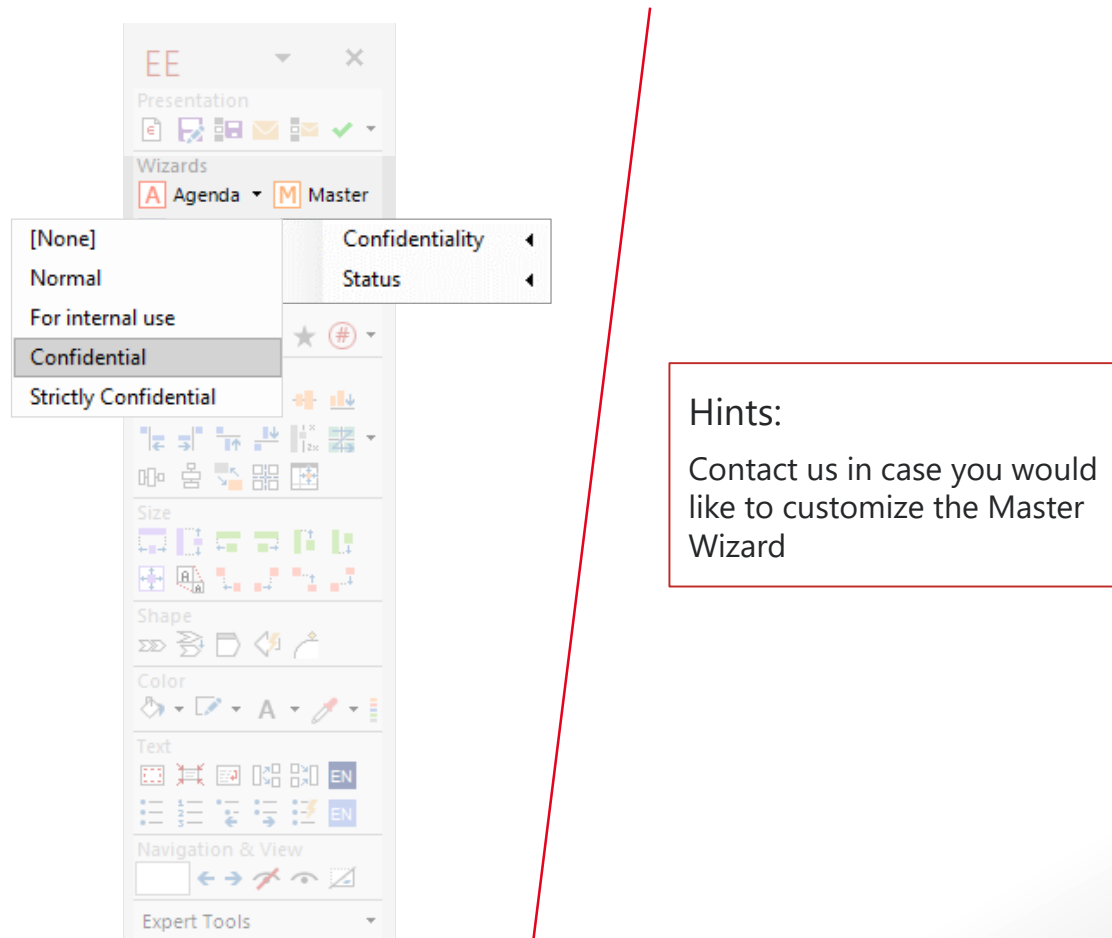 EE
Presentation
Wizards
A Agenda M Master
[None]
Normal
For internal use
Confidential
Strictly Confidential
Confidentiality
Status
#
Size
Shape
Color
A
Text
EN
EN
Navigation & View
Expert Tools
Hints:
Contact us in case you would
like to customize the Master
Wizard